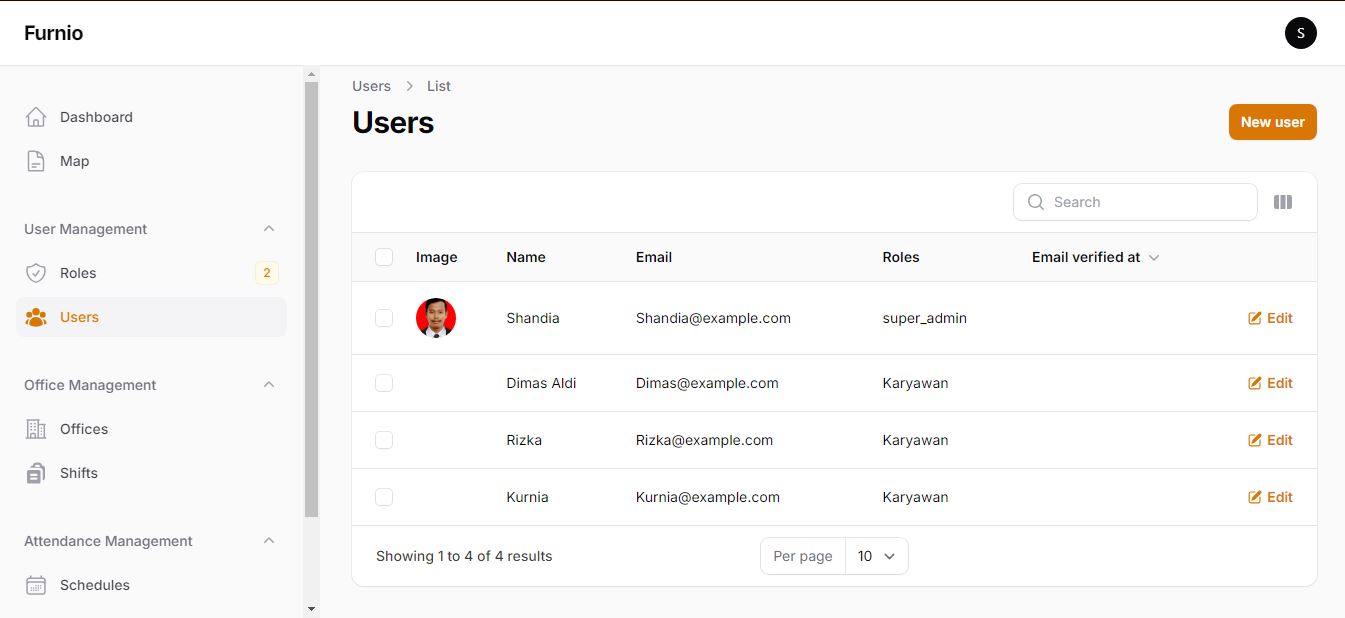 Furnio
S
Dashboard
Map
User Management
Roles 2
Users
Office Management
Offices
Shifts
Attendance Management
Schedules
Users > List
Users
New user
Search
Image Name Email Roles Email verified at
Shandia Shandia@example.com super_admin Edit
Dimas Aldi Dimas@example.com Karyawan Edit
Rizka Rizka@example.com Karyawan Edit
Kurnia Kurnia@example.com Karyawan Edit
Showing 1 to 4 of 4 results Per page 10